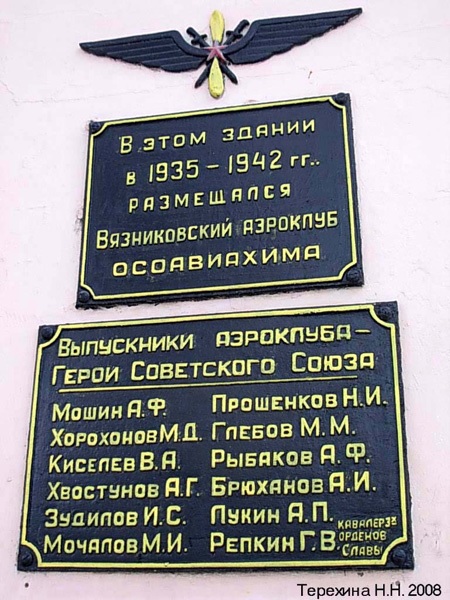 В ЭТОМ ЗДАНИИ
В 1935 – 1942 ГГ..
РАЗМЕЩАЛСЯ
ВЯЗНИКОВСКИЙ АЭРОКЛУБ
ОСОАВИАХИМА
ВЫПУСКНИКИ АЭРОКЛУБА –
ГЕРОИ СОВЕТСКОГО СОЮЗА
МОШИН А.Ф. ПРОШЕНКОВ Н.И.
ХОРОХОНОВ М.Д. ГЛЕБОВ М.М.
КИСЕЛЕВ В.А. РЫБАКОВ А.Ф.
ХВОСТУНОВ А.Г. БРЮХАНОВ А.И.
ЗУДИЛОВ И.С. ЛУКИН А.П.
МОЧАЛОВ М.И. РЕПКИН Г.В. КАВАЛЕР 3Х
ОРДЕНОВ
СЛАВЫ
Терехина Н.Н. 2008